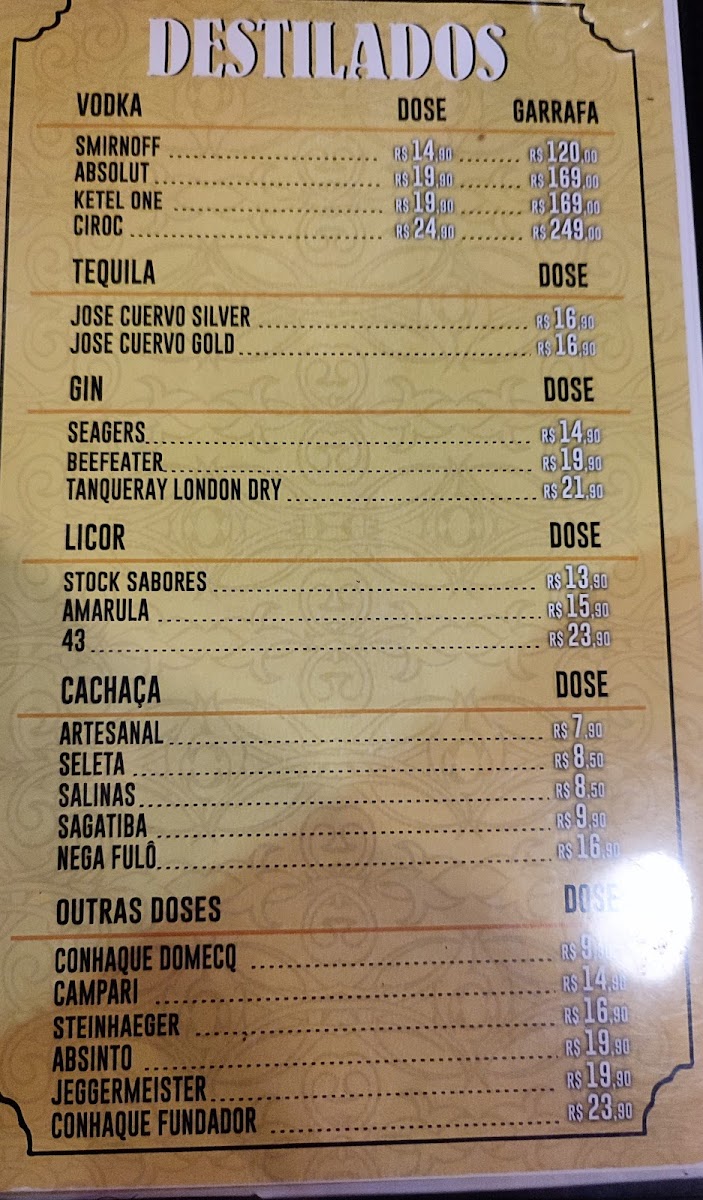 DESTILADOS
VODKA DOSE GARRAFA
SMIRNOFF R$ 14,90 R$ 120,00
ABSOLUT R$ 19,90 R$ 169,00
KETEL ONE R$ 19,90 R$ 169,00
CIROC R$ 24,90 R$ 249,00
TEQUILA DOSE
JOSE CUERVO SILVER R$ 16,90
JOSE CUERVO GOLD R$ 16,90
GIN DOSE
SEAGERS R$ 14,90
BEEFEATER R$ 19,90
TANQUERAY LONDON DRY R$ 21,90
LICOR DOSE
STOCK SABORES R$ 13,90
AMARULA R$ 15,90
43 R$ 23,90
CACHAÇA DOSE
ARTESANAL R$ 7,90
SELETA R$ 8,50
SALINAS R$ 8,50
SAGATIBA R$ 9,90
NEGA FULÔ R$ 16,90
OUTRAS DOSES DOSE
CONHAQUE DOMECQ R$
CAMPARI R$ 14,90
STEINHAEGER R$ 16,90
ABSINTO R$ 19,90
JEGGERMEISTER R$ 19,90
CONHAQUE FUNDADOR R$ 23,90